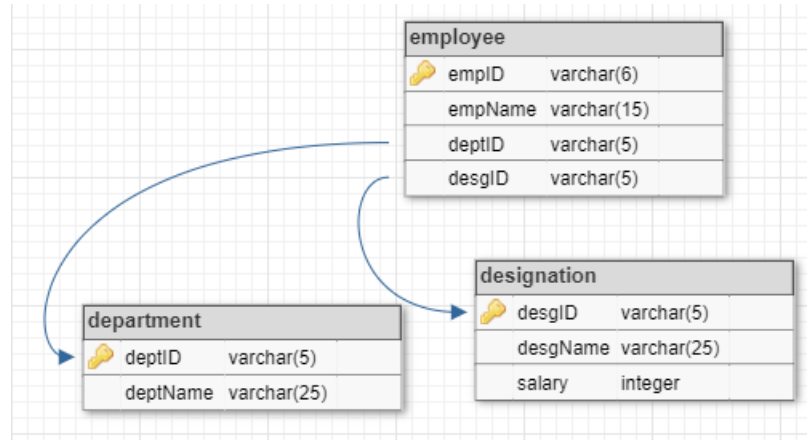 employee
empID varchar(6)
empName varchar(15)
deptID varchar(5)
desgID varchar(5)
designation
desgID varchar(5)
desgName varchar(25)
salary integer
department
deptID varchar(5)
deptName varchar(25)